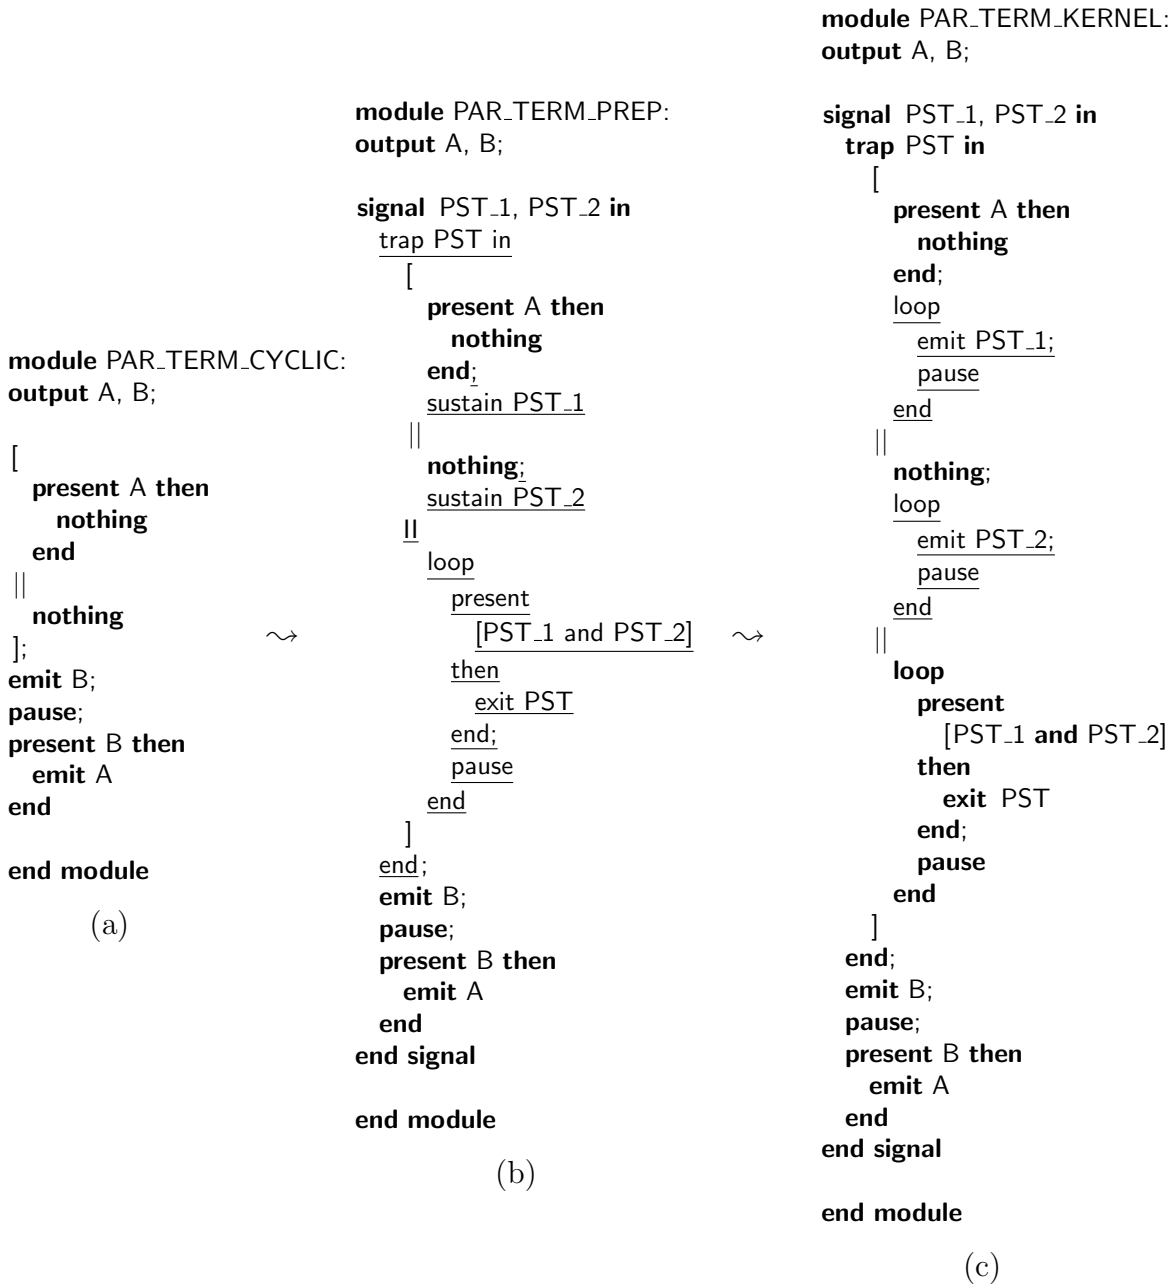 module PAR_TERM_CYCLIC:
output A, B;
[
present A then
nothing
end
||
nothing
];
emit B;
pause;
present B then
emit A
end
end module
(a)
⇝
module PAR_TERM_PREP:
output A, B;
signal PST_1, PST_2 in
trap PST in
[
present A then
nothing
end;
sustain PST_1
||
nothing;
sustain PST_2
||
loop
present
[PST_1 and PST_2]
then
exit PST
end;
pause
end
]
end;
emit B;
pause;
present B then
emit A
end
end signal
end module
(b)
⇝
module PAR_TERM_KERNEL:
output A, B;
signal PST_1, PST_2 in
trap PST in
[
present A then
nothing
end;
loop
emit PST_1;
pause
end
||
nothing;
loop
emit PST_2;
pause
end
||
loop
present
[PST_1 and PST_2]
then
exit PST
end;
pause
end
]
end;
emit B;
pause;
present B then
emit A
end
end signal
end module
(c)